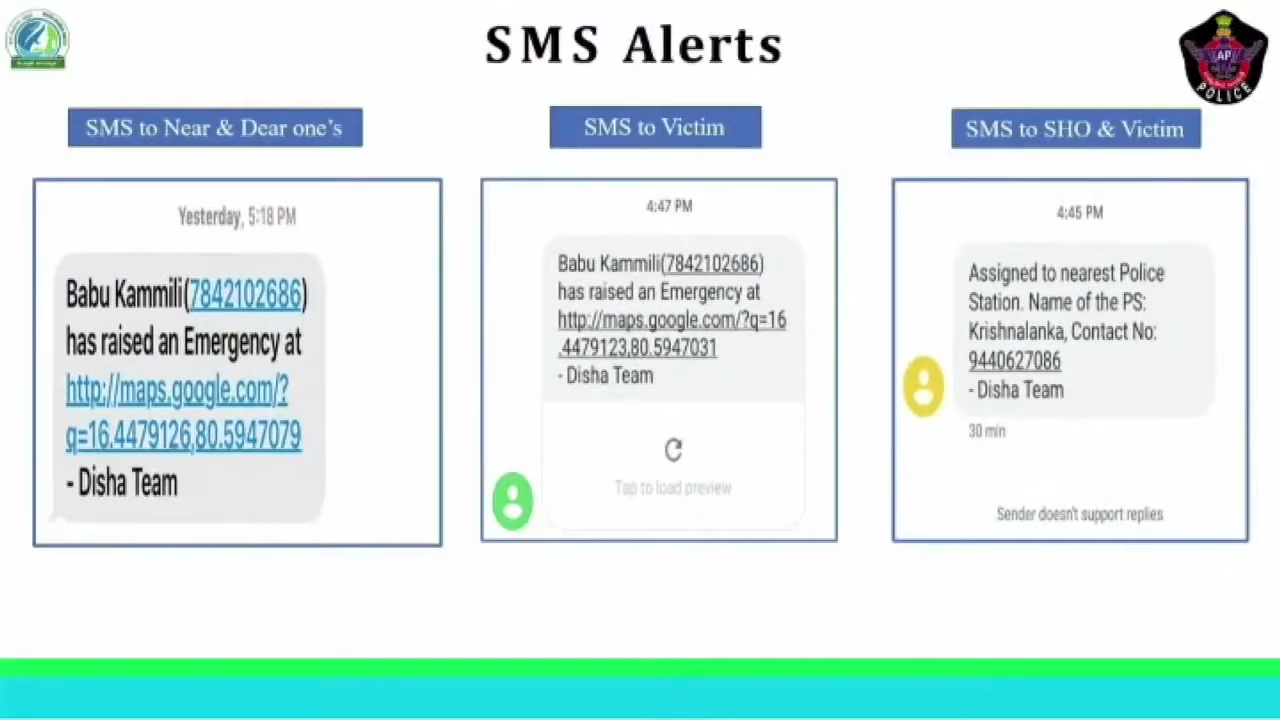 SMS Alerts
AP
POLICE
SMS to Near & Dear one's
Yesterday, 5:18 PM
Babu Kammili(7842102686)
has raised an Emergency at
http://maps.google.com/?
q=16.4479126,80.5947079
- Disha Team
SMS to Victim
4:47 PM
Babu Kammili(7842102686)
has raised an Emergency at
http://maps.google.com/?q=16
.4479123,80.5947031
- Disha Team
Tap to load preview
SMS to SHO & Victim
4:45 PM
Assigned to nearest Police
Station. Name of the PS:
Krishnalanka, Contact No:
9440627086
- Disha Team
30 min
Sender doesn't support replies